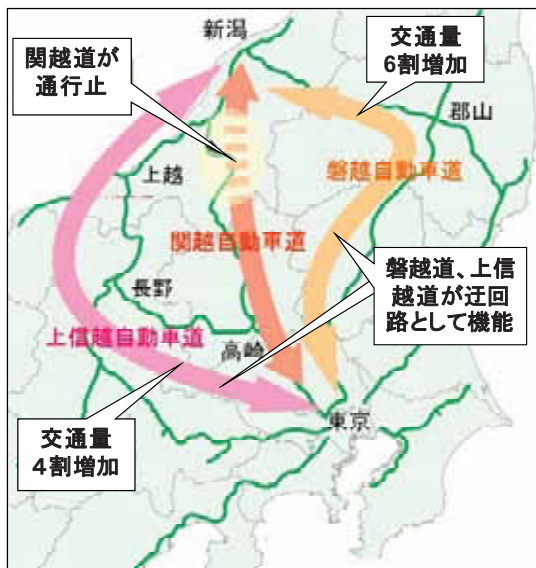 新潟
関越道が
通行止
交通量
6割増加
郡山
上越
磐越自動車道
関越自動車道
長野
磐越道、上信
越道が迂回
路として機能
上信越自動車道
高崎
東京
交通量
４割増加